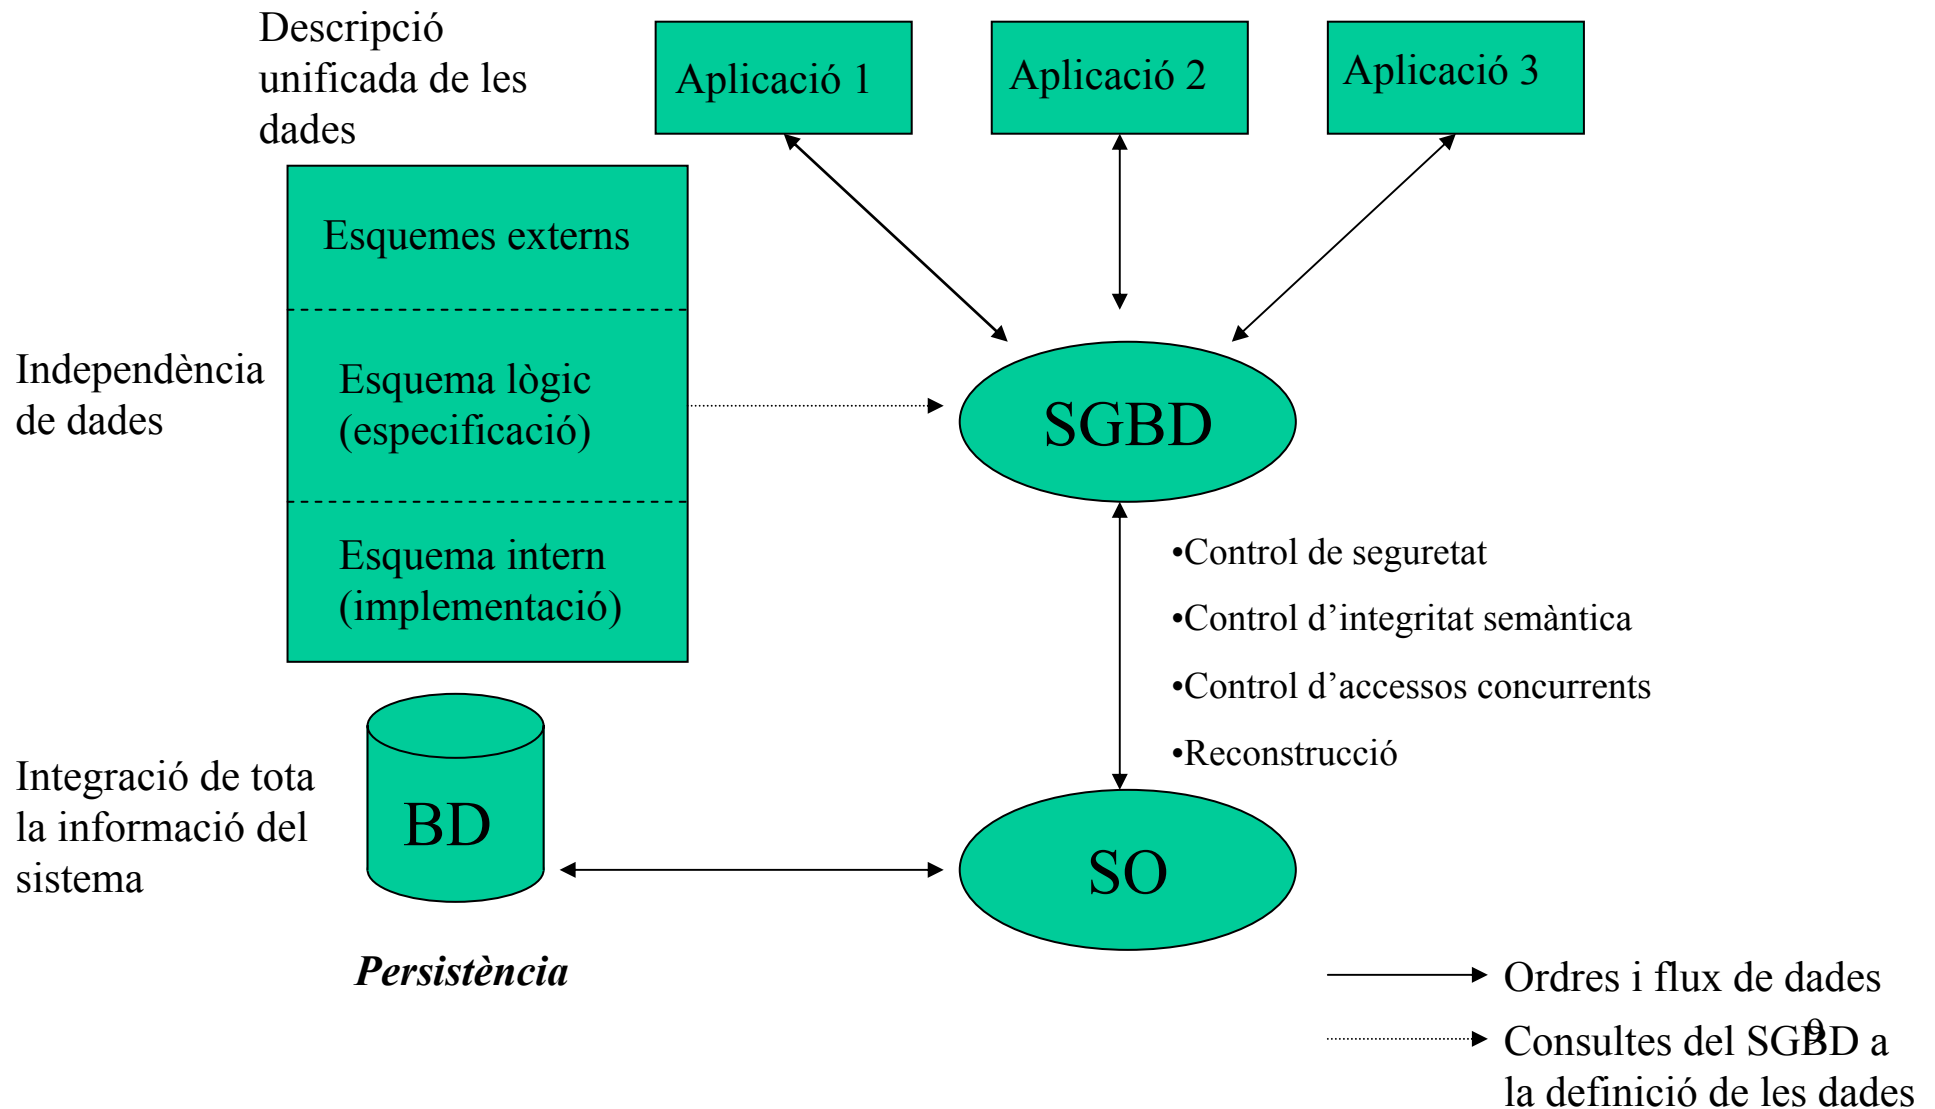 Descripció
unificada de les
dades
Aplicació 1
Aplicació 2
Aplicació 3
Esquemes externs
Independència
de dades
Esquema lògic
(especificació)
SGBD
Esquema intern
(implementació)
•Control de seguretat
•Control d’integritat semàntica
•Control d’accessos concurrents
•Reconstrucció
Integració de tota
la informació del
sistema
BD
SO
Persistència
Ordres i flux de dades
9
Consultes del SGBD a
la definició de les dades